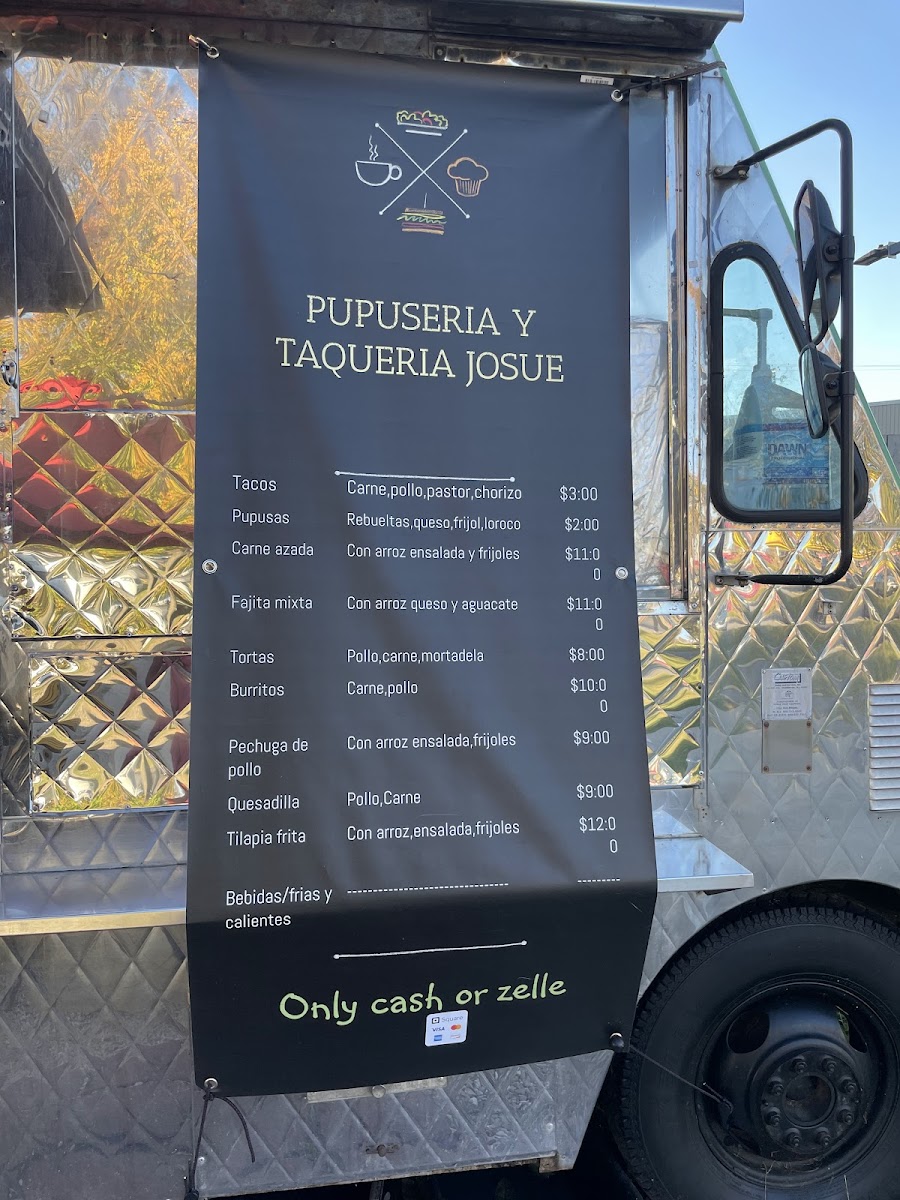 PUPUSERIA Y
TAQUERIA JOSUE
Tacos Carne,pollo,pastor,chorizo $3:00
Pupusas Rebueltas,queso,frijol,loroco $2:00
Carne azada Con arroz ensalada y frijoles $11:0
0
Fajita mixta Con arroz queso y aguacate $11:0
0
Tortas Pollo,carne,mortadela $8:00
Burritos Carne,pollo $10:0
0
Pechuga de Con arroz ensalada,frijoles $9:00
pollo
Quesadilla Pollo,Carne $9:00
Tilapia frita Con arroz,ensalada,frijoles $12:0
0
Bebidas/frias y -------------------------------- ---------
calientes
Only cash or zelle
Square
VISA
DAWN